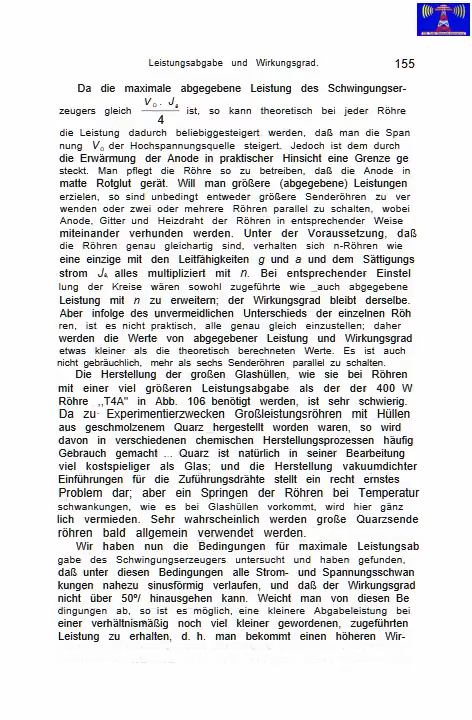 Leistungsabgabe und Wirkungsgrad. 155
Da die maximale abgegebene Leistung des Schwingungser-
zeugers gleich V₀ . Jₛ / 4 ist, so kann theoretisch bei jeder Röhre
die Leistung dadurch beliebiggesteigert werden, daß man die Span
nung V₀ der Hochspannungsquelle steigert. Jedoch ist dem durch
die Erwärmung der Anode in praktischer Hinsicht eine Grenze ge
steckt. Man pflegt die Röhre so zu betreiben, daß die Anode in
matte Rotglut gerät. Will man größere (abgegebene) Leistungen
erzielen, so sind unbedingt entweder größere Senderöhren zu ver
wenden oder zwei oder mehrere Röhren parallel zu schalten, wobei
Anode, Gitter und Heizdraht der Röhren in entsprechender Weise
miteinander verhunden werden. Unter der Voraussetzung, daß
die Röhren genau gleichartig sind, verhalten sich n-Röhren wie
eine einzige mit den Leitfähigkeiten g und a und dem Sättigungs
strom Jₛ alles multipliziert mit n. Bei entsprechender Einstel
lung der Kreise wären sowohl zugeführte wie _auch abgegebene
Leistung mit n zu erweitern; der Wirkungsgrad bleibt derselbe.
Aber infolge des unvermeidlichen Unterschieds der einzelnen Röh
ren, ist es nicht praktisch, alle genau gleich einzustellen; daher
werden die Werte von abgegebener Leistung und Wirkungsgrad
etwas kleiner als die theoretisch berechneten Werte. Es ist auch
nicht gebräuchlich, mehr als sechs Senderöhren parallel zu schalten.
Die Herstellung der großen Glashüllen, wie sie bei Röhren
mit einer viel größeren Leistungsabgabe als der der 400 W
Röhre ,,T4A" in Abb. 106 benötigt werden, ist sehr schwierig.
Da zu· Experimentierzwecken Großleistungsröhren mit Hüllen
aus geschmolzenem Quarz hergestellt worden waren, so wird
davon in verschiedenen chemischen Herstellungsprozessen häufig
Gebrauch gemacht ... Quarz ist natürlich in seiner Bearbeitung
viel kostspieliger als Glas; und die Herstellung vakuumdichter
Einführungen für die Zuführungsdrähte stellt ein recht ernstes
Problem dar; aber ein Springen der Röhren bei Temperatur
schwankungen, wie es bei Glashüllen vorkommt, wird hier gänz
lich vermieden. Sehr wahrscheinlich werden große Quarzsende
röhren bald allgemein verwendet werden.
Wir haben nun die Bedingungen für maximale Leistungsab
gabe des Schwingungserzeugers untersucht und haben gefunden,
daß unter diesen Bedingungen alle Strom- und Spannungsschwan
kungen nahezu sinusförmig verlaufen, und daß der Wirkungsgrad
nicht über 50⁰/ hinausgehen kann. Weicht man von diesen Be
dingungen ab, so ist es möglich, eine kleinere Abgabeleistung bei
einer verhältnismäßig noch viel kleiner gewordenen, zugeführten
Leistung zu erhalten, d. h. man bekommt einen höheren Wir-